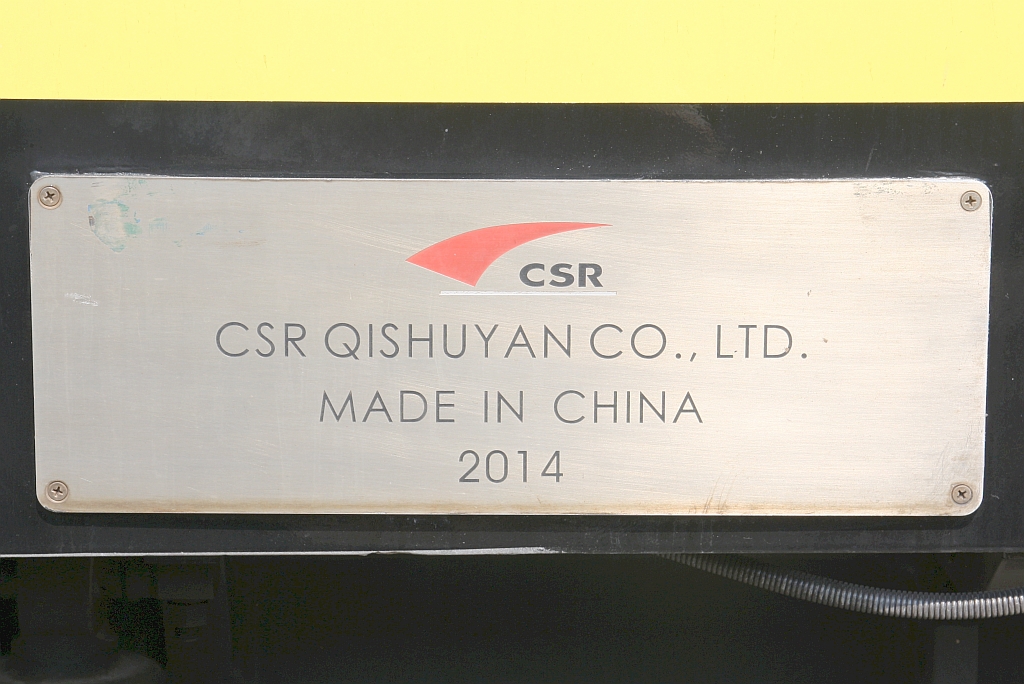 CSR
CSR QISHUYAN CO., LTD.
MADE IN CHINA
2014